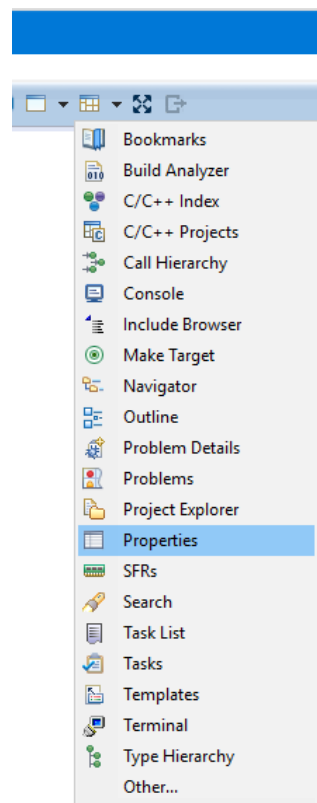 Bookmarks
Build Analyzer
C/C++ Index
C/C++ Projects
Call Hierarchy
Console
Include Browser
Make Target
Navigator
Outline
Problem Details
Problems
Project Explorer
Properties
SFRs
Search
Task List
Tasks
Templates
Terminal
Type Hierarchy
Other...